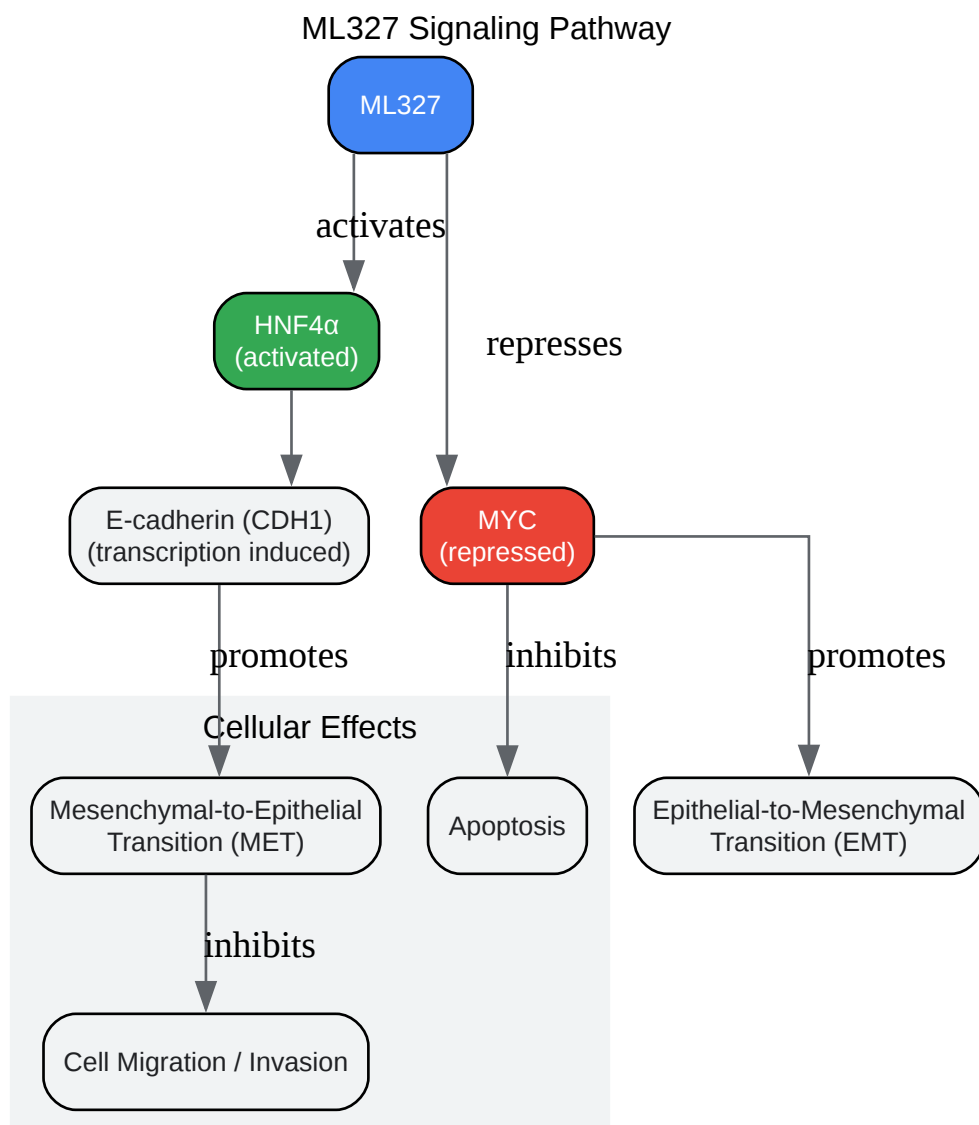 ML327 Signaling Pathway
ML327
activates
HNF4α
(activated)
represses
E-cadherin (CDH1)
(transcription induced)
MYC
(repressed)
promotes
inhibits
promotes
Cellular Effects
Mesenchymal-to-Epithelial
Transition (MET)
Apoptosis
Epithelial-to-Mesenchymal
Transition (EMT)
inhibits
Cell Migration / Invasion